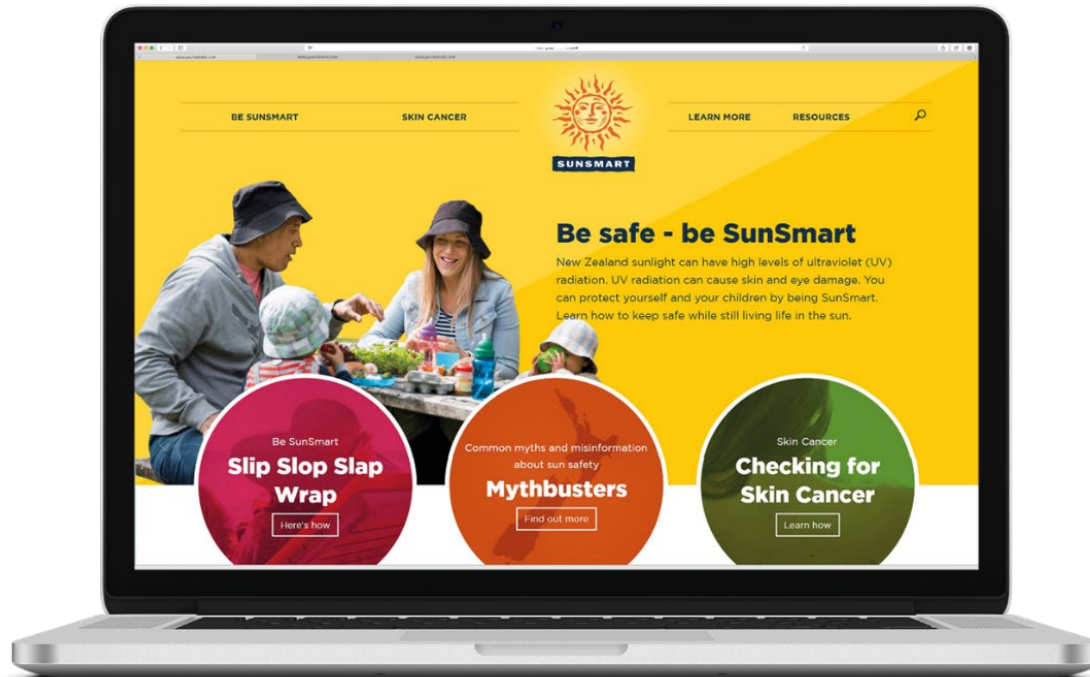 BE SUNSMART
SKIN CANCER
SUNSMART
LEARN MORE
RESOURCES
Be safe - be SunSmart
New Zealand sunlight can have high levels of ultraviolet (UV)
radiation. UV radiation can cause skin and eye damage. You
can protect yourself and your children by being SunSmart.
Learn how to keep safe while still living life in the sun.
Be SunSmart
Slip Slop Slap
Wrap
Here's how
Common myths and misinformation
about sun safety
Mythbusters
Find out more
Skin Cancer
Checking for
Skin Cancer
Learn how